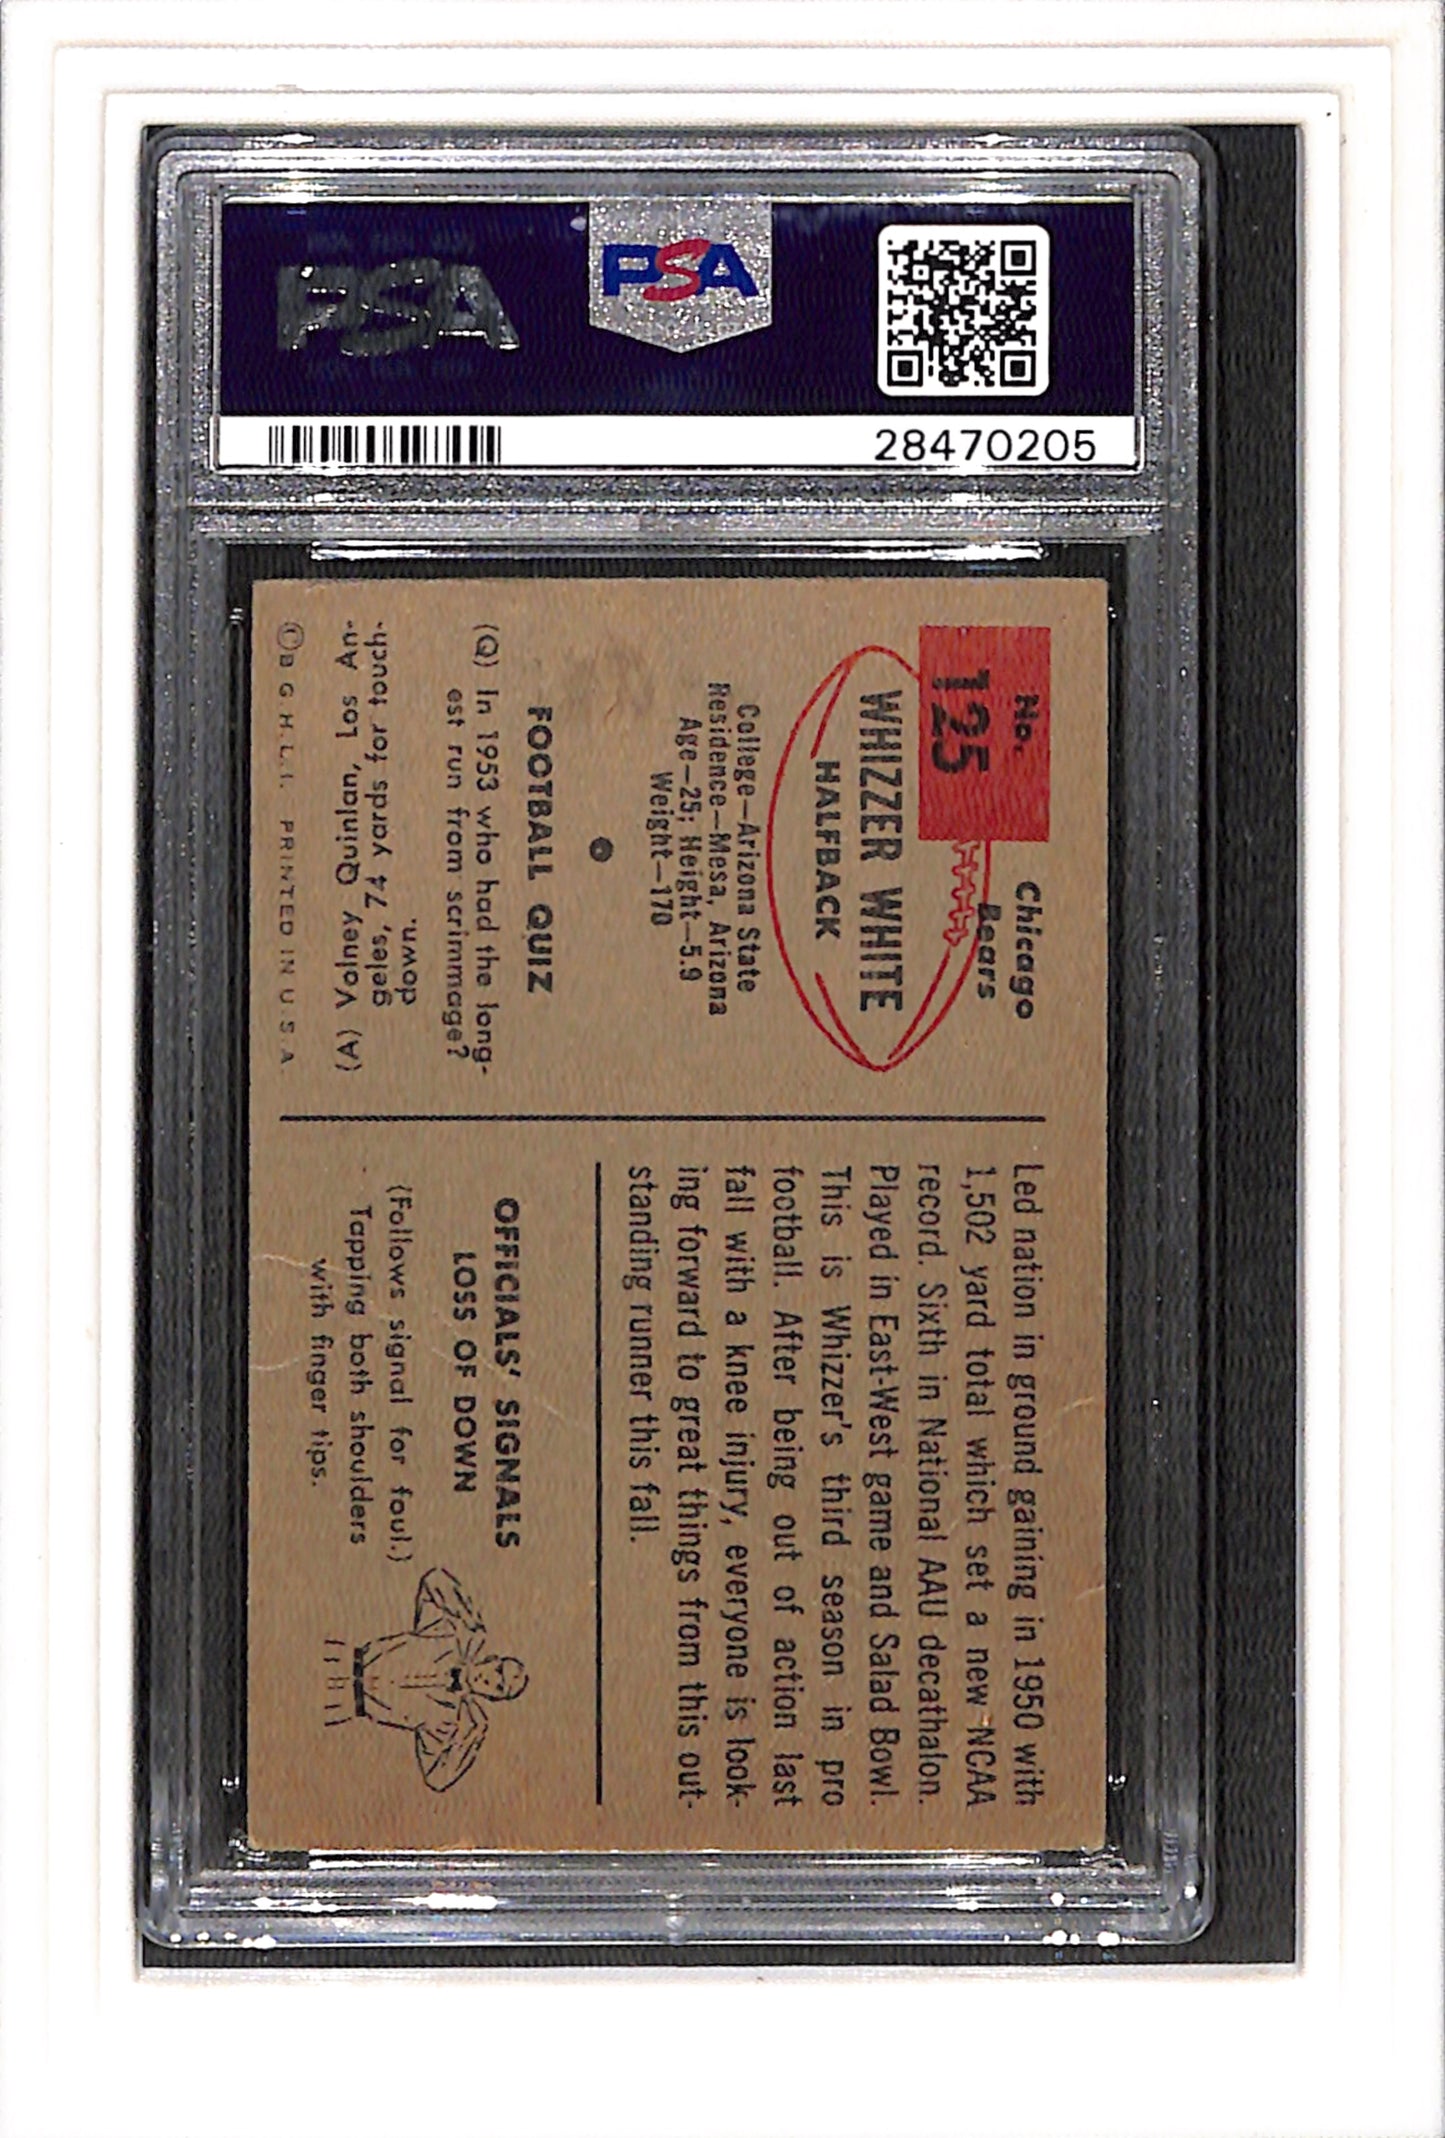 PSA
PSA
28470205
No.
125
Chicago
Bears
WHIZZER WHITE
HALFBACK
College—Arizona State
Residence—Mesa, Arizona
Age—25; Height—5.9
Weight—170
FOOTBALL QUIZ
(Q) In 1953 who had the long-
est run from scrimmage?
(A) Volney Quinlan, Los An-
geles, 74 yards for touch-
down.
©B.G.H.L.I. PRINTED IN U.S.A.
Led nation in ground gaining in 1950 with
1,502 yard total which set a new NCAA
record. Sixth in National AAU decathalon.
Played in East-West game and Salad Bowl.
This is Whizzer's third season in pro
football. After being out of action last
fall with a knee injury, everyone is look-
ing forward to great things from this out-
standing runner this fall.
OFFICIALS' SIGNALS
LOSS OF DOWN
(Follows signal for foul.)
Tapping both shoulders
with finger tips.